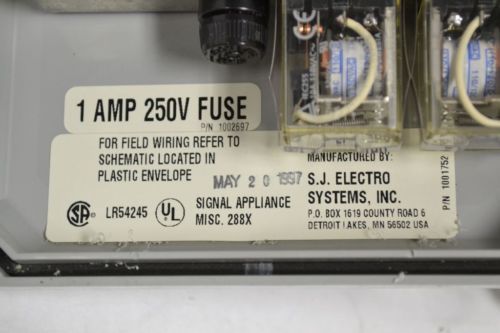 1 AMP 250V FUSE
P/N 1002697
FOR FIELD WIRING REFER TO
SCHEMATIC LOCATED IN
PLASTIC ENVELOPE
MAY 20 1997
LR54245
SIGNAL APPLIANCE
MISC. 288X
MANUFACTURED BY:
S.J. ELECTRO
SYSTEMS, INC.
P.O. BOX 1619 COUNTY ROAD 6
DETROIT LAKES, MN 56502 USA
P/N 1001752
IEC255